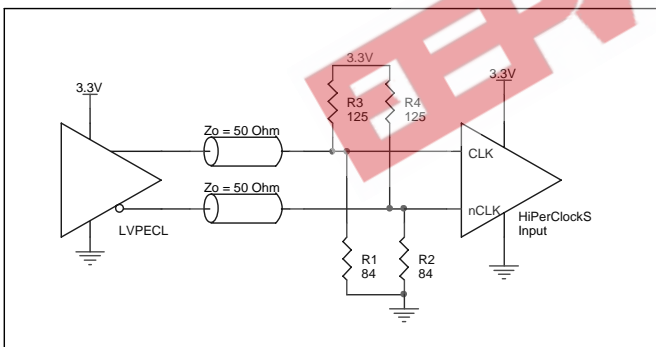 3.3V
3.3V
3.3V
R3
125
R4
125
Zo = 50 Ohm
CLK
Zo = 50 Ohm
nCLK
HiPerClockS
Input
LVPECL
R1
84
R2
84